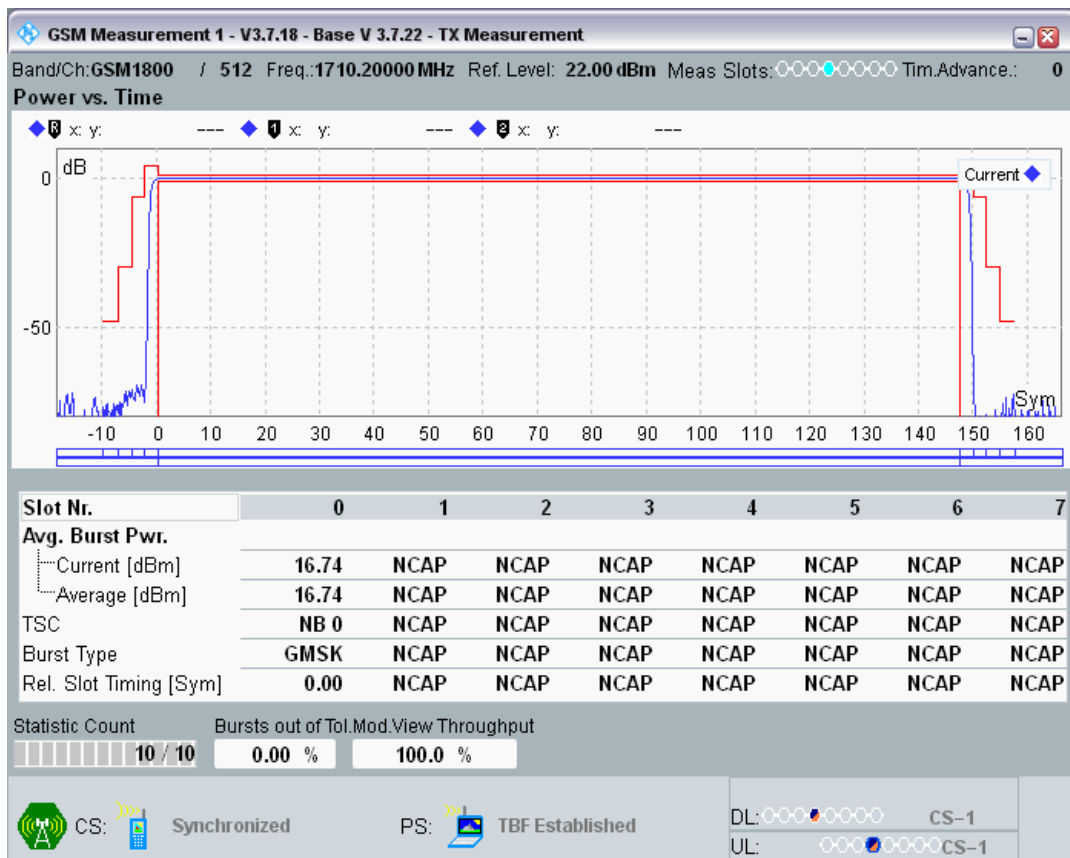 GSM Measurement 1 - V3.7.18 - Base V 3.7.22 - TX Measurement
Band/Ch:GSM1800 / 512 Freq.:1710.20000 MHz Ref. Level: 22.00 dBm Meas Slots: Tim.Advance.: 0
Power vs. Time
R x: y: --- 1 x: y: --- 2 x: y: ---
dB
Current
0
-50
Sym
-10 0 10 20 30 40 50 60 70 80 90 100 110 120 130 140 150 160
Slot Nr. 0 1 2 3 4 5 6 7
Avg. Burst Pwr.
Current [dBm] 16.74 NCAP NCAP NCAP NCAP NCAP NCAP NCAP
Average [dBm] 16.74 NCAP NCAP NCAP NCAP NCAP NCAP NCAP
TSC NB 0 NCAP NCAP NCAP NCAP NCAP NCAP NCAP
Burst Type GMSK NCAP NCAP NCAP NCAP NCAP NCAP NCAP
Rel. Slot Timing [Sym] 0.00 NCAP NCAP NCAP NCAP NCAP NCAP NCAP
Statistic Count Bursts out of Tol.Mod.View Throughput
10 / 10 0.00 % 100.0 %
CS: Synchronized PS: TBF Established
DL: CS-1
UL: CS-1